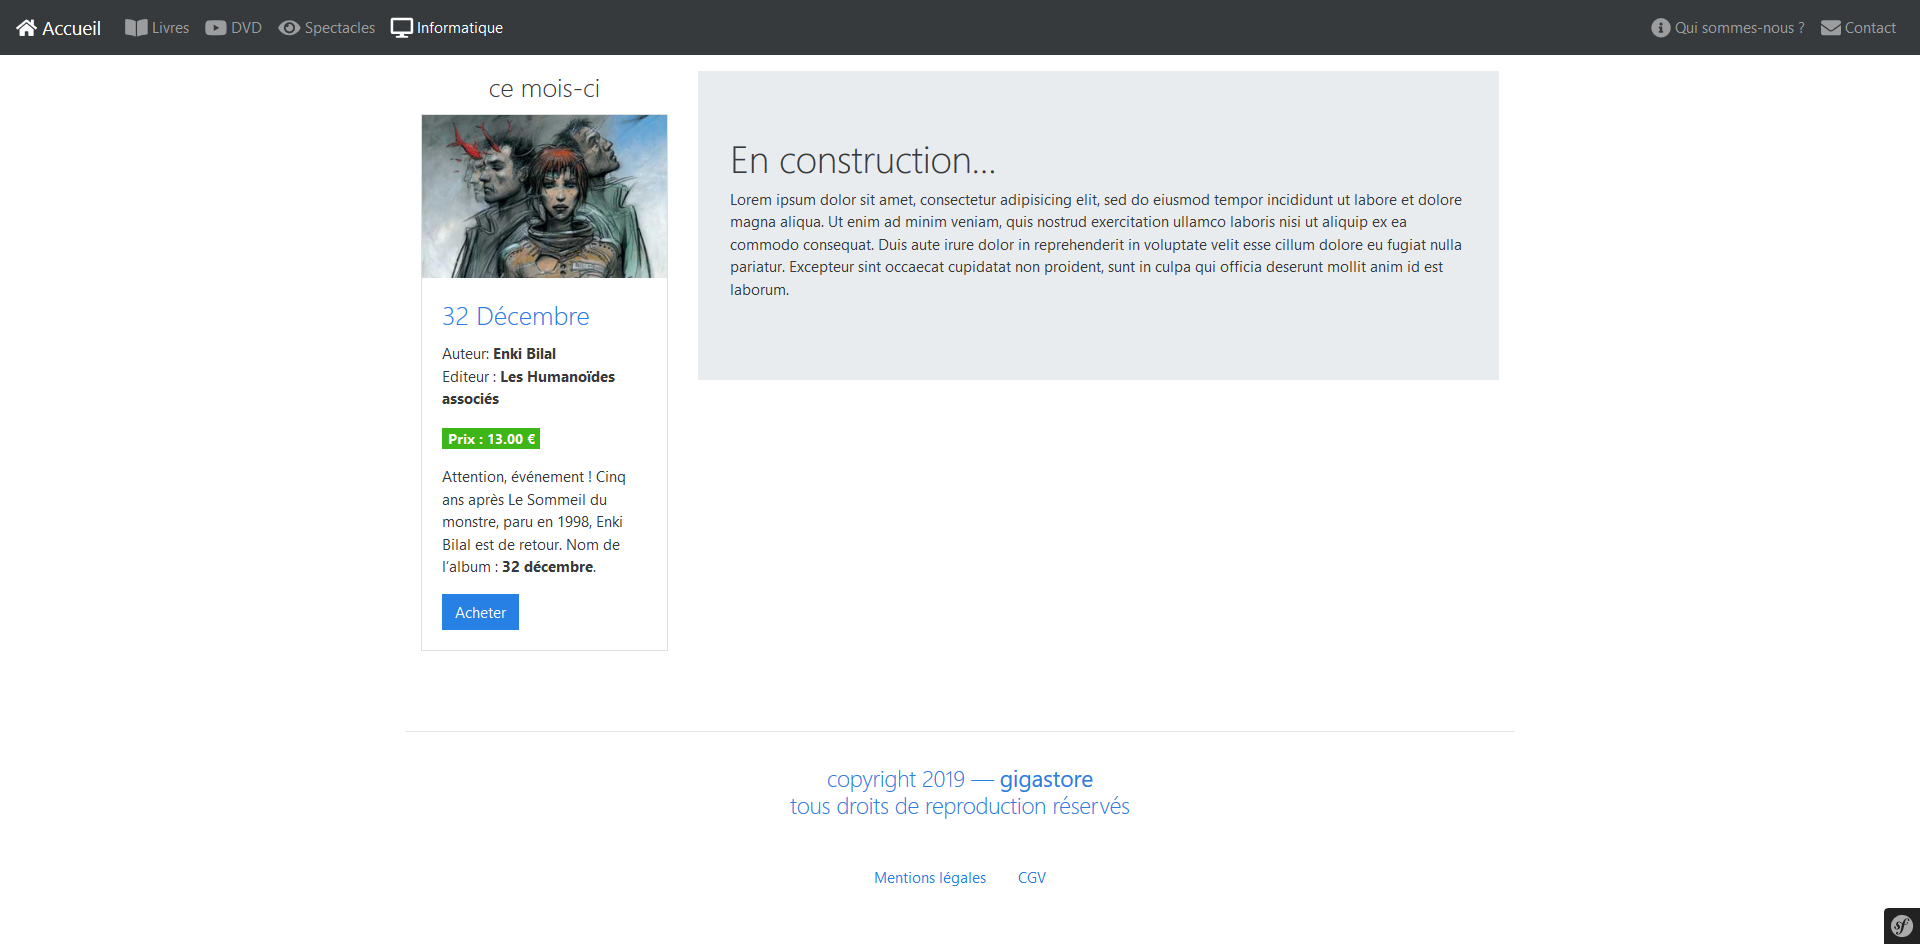 Accueil Livres DVD Spectacles Informatique Qui sommes-nous ? Contact
ce mois-ci
32 Décembre
Auteur: Enki Bilal
Editeur : Les Humanoïdes
associés
Prix : 13.00 €
Attention, événement ! Cinq
ans après Le Sommeil du
monstre, paru en 1998, Enki
Bilal est de retour. Nom de
l'album : 32 décembre.
Acheter
En construction...
Lorem ipsum dolor sit amet, consectetur adipisicing elit, sed do eiusmod tempor incididunt ut labore et dolore
magna aliqua. Ut enim ad minim veniam, quis nostrud exercitation ullamco laboris nisi ut aliquip ex ea
commodo consequat. Duis aute irure dolor in reprehenderit in voluptate velit esse cillum dolore eu fugiat nulla
pariatur. Excepteur sint occaecat cupidatat non proident, sunt in culpa qui officia deserunt mollit anim id est
laborum.
copyright 2019 — gigastore
tous droits de reproduction réservés
Mentions légales CGV
sf